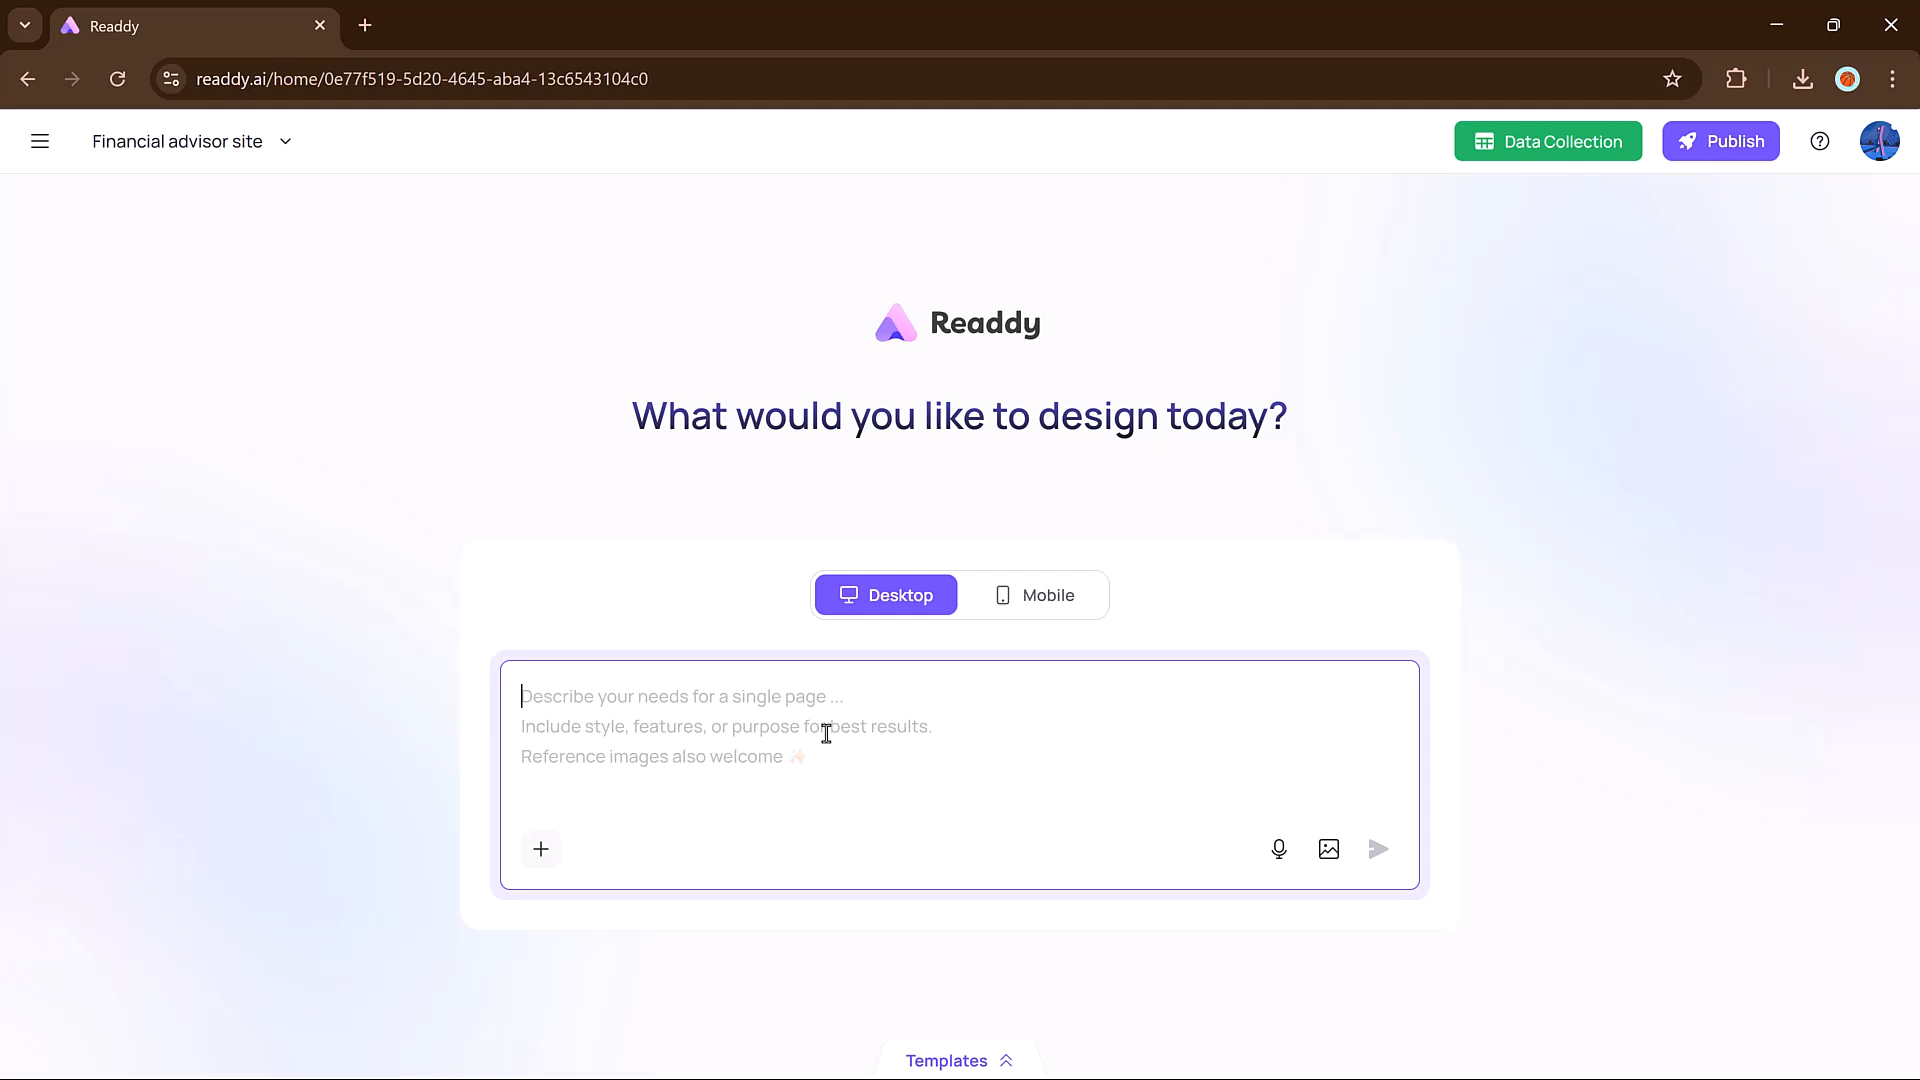 Readdy
readdy.ai/home/0e77f519-5d20-4645-aba4-13c6543104c0
Financial advisor site
Data Collection
Publish
Readdy
What would you like to design today?
Desktop
Mobile
Describe your needs for a single page ...
Include style, features, or purpose for best results.
Reference images also welcome ✨
Templates